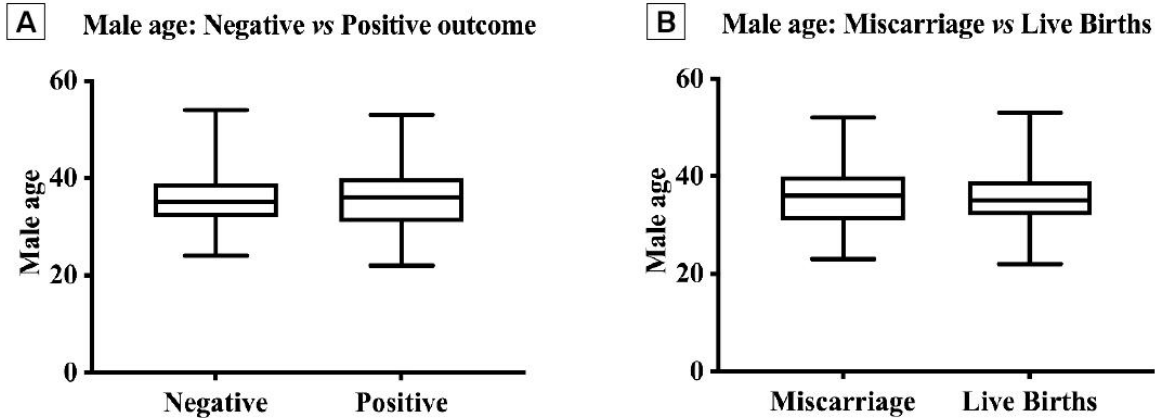 A Male age: Negative vs Positive outcome
60
40
20
0
Male age
Negative Positive
B Male age: Miscarriage vs Live Births
60
40
20
0
Male age
Miscarriage Live Births